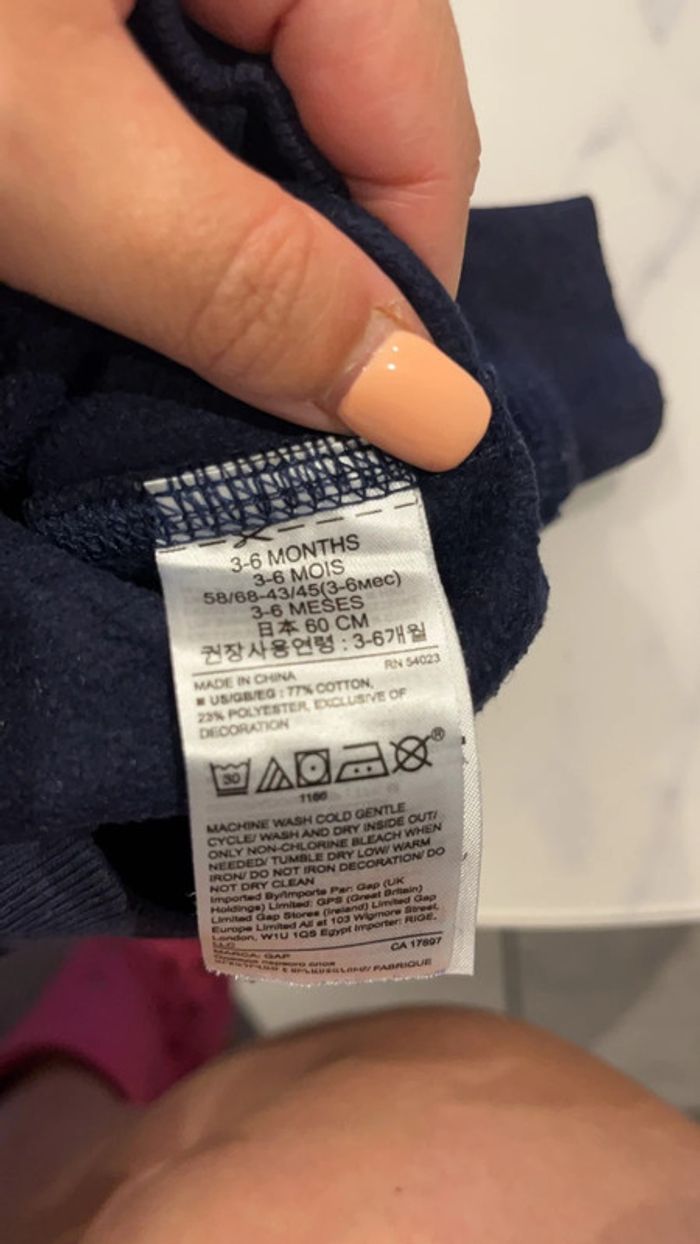 3-6 MONTHS
3-6 MOIS
58/68-43/45(3-6мес)
3-6 MESES
日本 60 CM
권장사용연령 : 3-6개월
RN 54023
MADE IN CHINA
■ US/GB/EG : 77% COTTON,
23% POLYESTER, EXCLUSIVE OF
DECORATION
30
®
1166
MACHINE WASH COLD GENTLE
CYCLE/ WASH AND DRY INSIDE OUT/
ONLY NON-CHLORINE BLEACH WHEN
NEEDED/ TUMBLE DRY LOW/ WARM
IRON/ DO NOT IRON DECORATION/ DO
NOT DRY CLEAN
Imported By/Importe Par: Gap (UK
Holdings) Limited: GPS (Great Britain)
Limited Gap Stores (Ireland) Limited Gap
Europe Limited All at 103 Wigmore Street,
London, W1U 1QS Egypt Importer: RIGE,
LLC
CA 17897
MARCA: GAP
FABRIQUE